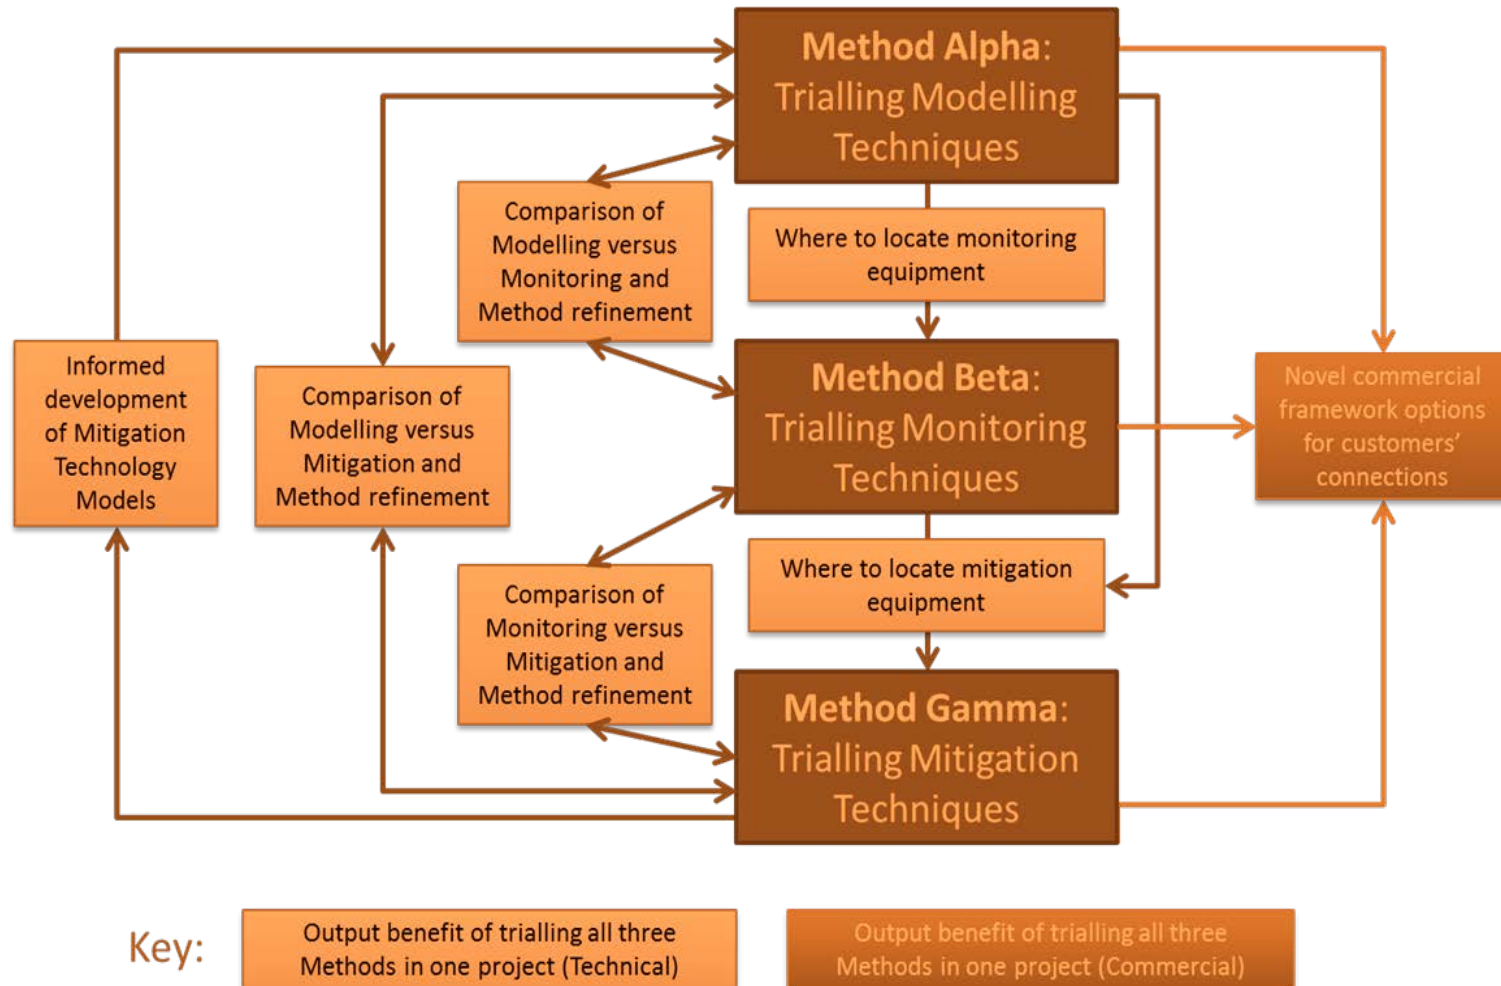 Method Alpha:
Trialling Modelling
Techniques
Comparison of
Modelling versus
Monitoring and
Method refinement
Where to locate monitoring
equipment
Informed
development
of Mitigation
Technology
Models
Comparison of
Modelling versus
Mitigation and
Method refinement
Method Beta:
Trialling Monitoring
Techniques
Novel commercial
framework options
for customers’
connections
Comparison of
Monitoring versus
Mitigation and
Method refinement
Where to locate mitigation
equipment
Method Gamma:
Trialling Mitigation
Techniques
Key:
Output benefit of trialling all three
Methods in one project (Technical)
Output benefit of trialling all three
Methods in one project (Commercial)